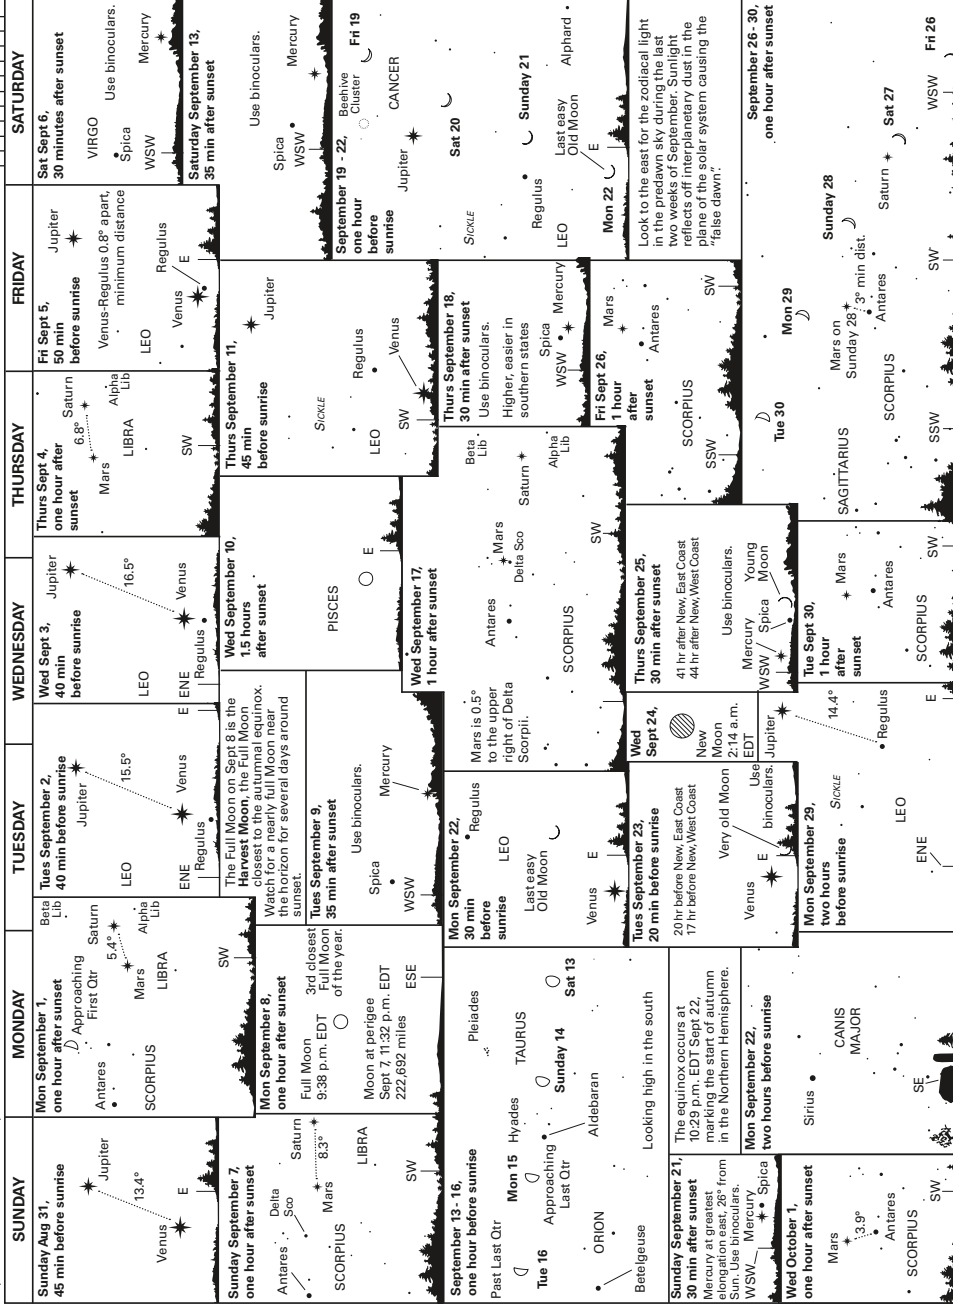 SUNDAY
MONDAY
TUESDAY
WEDNESDAY
THURSDAY
FRIDAY
SATURDAY
Sunday Aug 31,
45 min before sunrise
Jupiter
13.4°
Venus
E
Mon September 1,
one hour after sunset
Approaching
First Qtr
Beta
Lib
Saturn
5.4°
Alpha
Lib
Mars
LIBRA
Antares
SCORPIUS
SW
Tues September 2,
40 min before sunrise
Jupiter
15.5°
Venus
LEO
ENE
Regulus
E
Wed Sept 3,
40 min
before sunrise
Jupiter
16.5°
Venus
LEO
ENE
Regulus
Thurs Sept 4,
one hour after
sunset
6.8°
Saturn
Mars
Alpha
Lib
LIBRA
SW
Fri Sept 5,
50 min
before sunrise
Jupiter
Venus-Regulus 0.8° apart,
minimum distance
LEO
Venus
Regulus
E
Sat Sept 6,
30 minutes after sunset
VIRGO
Use binoculars.
Spica
Mercury
WSW
Saturday September 13,
35 min after sunset
Use binoculars.
Spica
Mercury
WSW
Sunday September 7,
one hour after sunset
Delta
Sco
Saturn
8.3°
Antares
Mars
LIBRA
SCORPIUS
SW
Mon September 8,
one hour after sunset
Full Moon
9:38 p.m. EDT
3rd closest
Full Moon
of the year.
Moon at perigee
Sept 7, 11:32 p.m. EDT
222,692 miles
ESE
The Full Moon on Sept 8 is the
Harvest Moon, the Full Moon
closest to the autumnal equinox.
Watch for a nearly full Moon near
the horizon for several days around
sunset.
Tues September 9,
35 min after sunset
Use binoculars.
Spica
Mercury
WSW
Wed September 10,
1.5 hours
after sunset
PISCES
E
Thurs September 11,
45 min
before sunrise
Jupiter
SICKLE
Regulus
Venus
LEO
SW
Wed September 17,
1 hour after sunset
Beta
Lib
Saturn
Alpha
Lib
Mars
Delta Sco
Antares
SCORPIUS
Mars is 0.5°
to the upper
right of Delta
Scorpii.
SW
Thurs September 18,
30 min after sunset
Use binoculars.
Higher, easier in
southern states
Spica
Mercury
WSW
September 19 - 22,
one hour
before
sunrise
Fri 19
Beehive
Cluster
CANCER
Jupiter
Sat 20
SICKLE
Sunday 21
Regulus
Alphard
LEO
Last easy
Old Moon
Mon 22
E
Look to the east for the zodiacal light
in the predawn sky during the last
two weeks of September. Sunlight
reflects off interplanetary dust in the
plane of the solar system causing the
"false dawn".
September 13 - 16,
one hour before sunrise
Past Last Qtr
Pleiades
Mon 15
Hyades
TAURUS
Sat 13
Sunday 14
Tue 16
Approaching
Last Qtr
Aldebaran
ORION
Betelgeuse
Looking high in the south
Sunday September 21,
30 min after sunset
Mercury at greatest
elongation east, 26° from
Sun. Use binoculars.
Mercury
WSW
Spica
The equinox occurs at
10:29 p.m. EDT Sept 22,
marking the start of autumn
in the Northern Hemisphere.
Mon September 22,
two hours before sunrise
Sirius
CANIS
MAJOR
SE
Mon September 22,
30 min
before
sunrise
Regulus
LEO
Last easy
Old Moon
Venus
E
Tues September 23,
20 min before sunrise
20 hr before New, East Coast
17 hr before New, West Coast
Very old Moon
Use
binoculars.
Venus
E
Wed
Sept 24,
New
Moon
2:14 a.m.
EDT
Thurs September 25,
30 min after sunset
41 hr after New, East Coast
44 hr after New, West Coast
Use binoculars.
Mercury
Spica
Young
Moon
WSW
Fri Sept 26,
1 hour
after
sunset
Mars
Antares
SCORPIUS
SSW
SW
September 26 - 30,
one hour after sunset
Fri 26
WSW
Sat 27
Saturn
Sunday 28
3° min dist.
Mars on
Sunday 28
Antares
Mon 29
Tue 30
SCORPIUS
SAGITTARIUS
SSW
SW
Mon September 29,
two hours
before sunrise
Jupiter
14.4°
Regulus
SICKLE
LEO
ENE
E
Tue Sept 30,
1 hour
after
sunset
Mars
Antares
SCORPIUS
SW
Wed October 1,
one hour after sunset
Mars
3.9°
Antares
SCORPIUS
SW